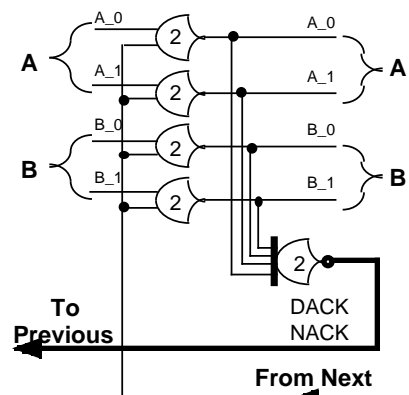 A_0
2
A_0
A
A
A_1
2
A_1
B_0
2
B_0
B
B
B_1
2
B_1
2
DACK
NACK
To
Previous
From Next